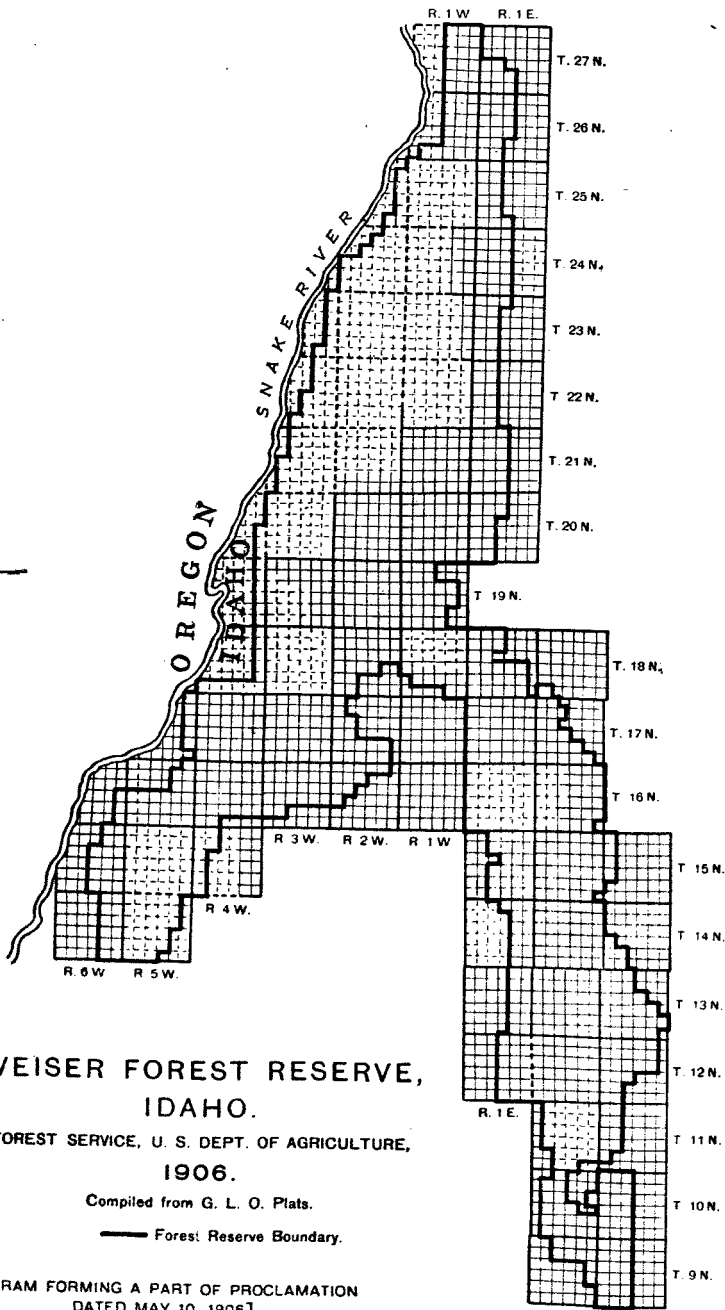 R. 1 W R. 1 E.
T. 27 N.
T. 26 N.
T. 25 N.
T. 24 N.
T. 23 N.
T. 22 N.
T. 21 N.
T. 20 N.
T 19 N.
T. 18 N.
T. 17 N.
T. 16 N.
T 15 N.
T 14 N.
T 13 N.
T. 12 N.
T. 11 N.
T 10 N.
T. 9 N.
SNAKE RIVER
OREGON
IDAHO
R 3 W. R. 2 W. R 1 W
R 4 W.
R. 6 W R 5 W.
R. 1 E.
WEISER FOREST RESERVE,
IDAHO.
FOREST SERVICE, U. S. DEPT. OF AGRICULTURE,
1906.
Compiled from G. L. O. Plats.
Forest Reserve Boundary.
RAM FORMING A PART OF PROCLAMATION
DATED MAY 10, 1906]